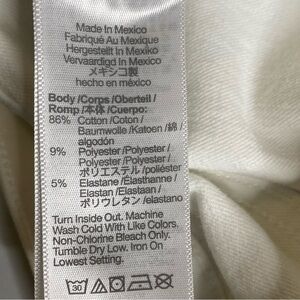 Made In Mexico
Fabriqué Au Mexique
Hergestellt In Mexiko
Vervaardigd In Mexico
メキシコ製
hecho en méxico
Body /Corps /Oberteil /
Romp /本体 /Cuerpo:
86% Cotton /Coton /
Baumwolle /Katoen /綿 /
algodón
9% Polyester /Polyester /
Polyester /Polyester /
ポリエステル /poliéster
5% Elastane /Élasthanne /
Elastan /Elastaan /
ポリウレタン /elastano
Turn Inside Out. Machine
Wash Cold With Like Colors.
Non-Chlorine Bleach Only.
Tumble Dry Low. Iron On
Lowest Setting.
30